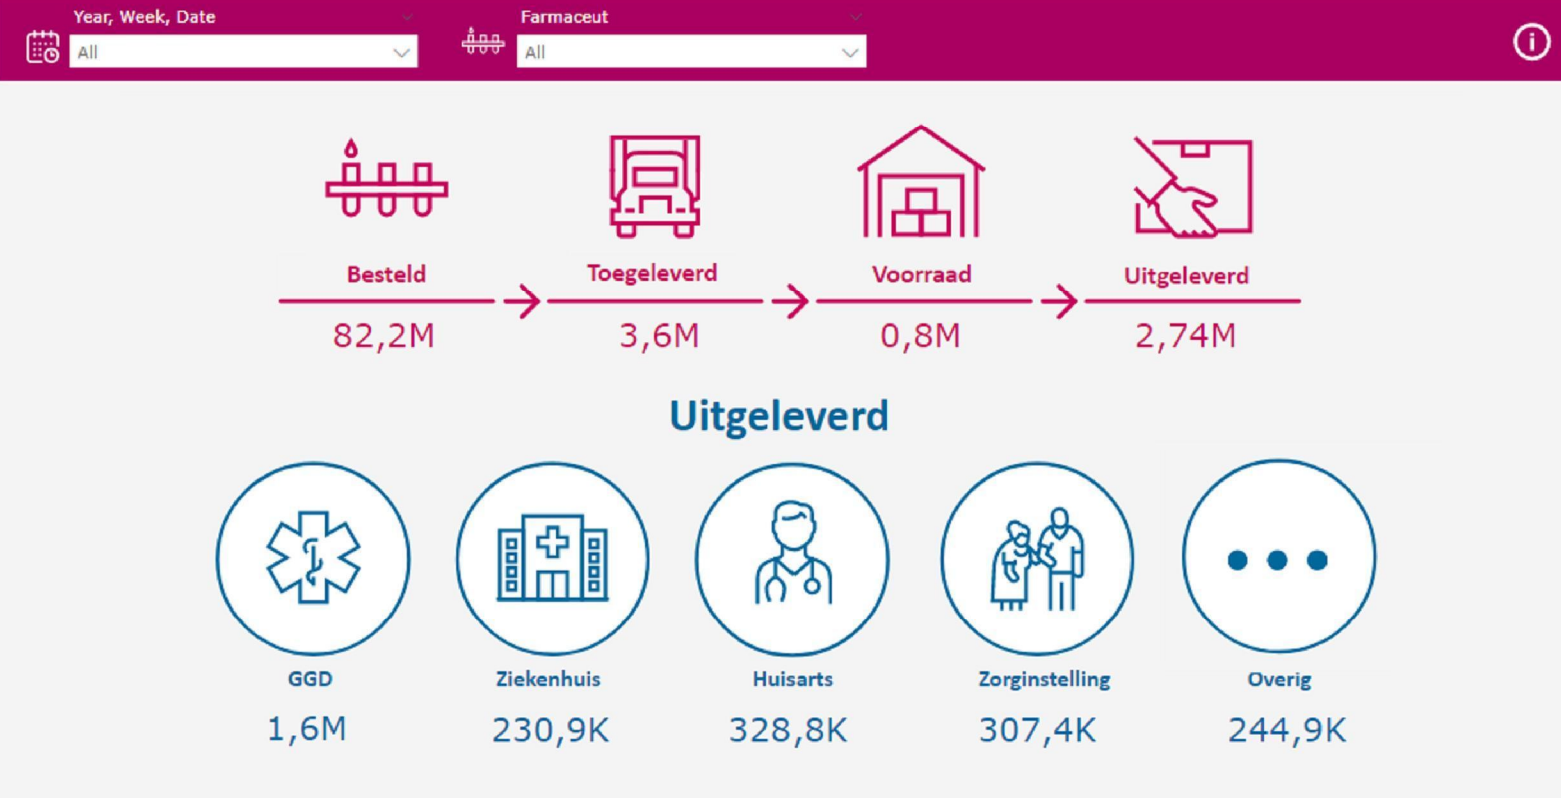 Year, Week, Date
All
Farmaceut
All
Besteld
Toegeleverd
Voorraad
Uitgeleverd
82,2M
3,6M
0,8M
2,74M
Uitgeleverd
GGD
Ziekenhuis
Huisarts
Zorginstelling
Overig
1,6M
230,9K
328,8K
307,4K
244,9K